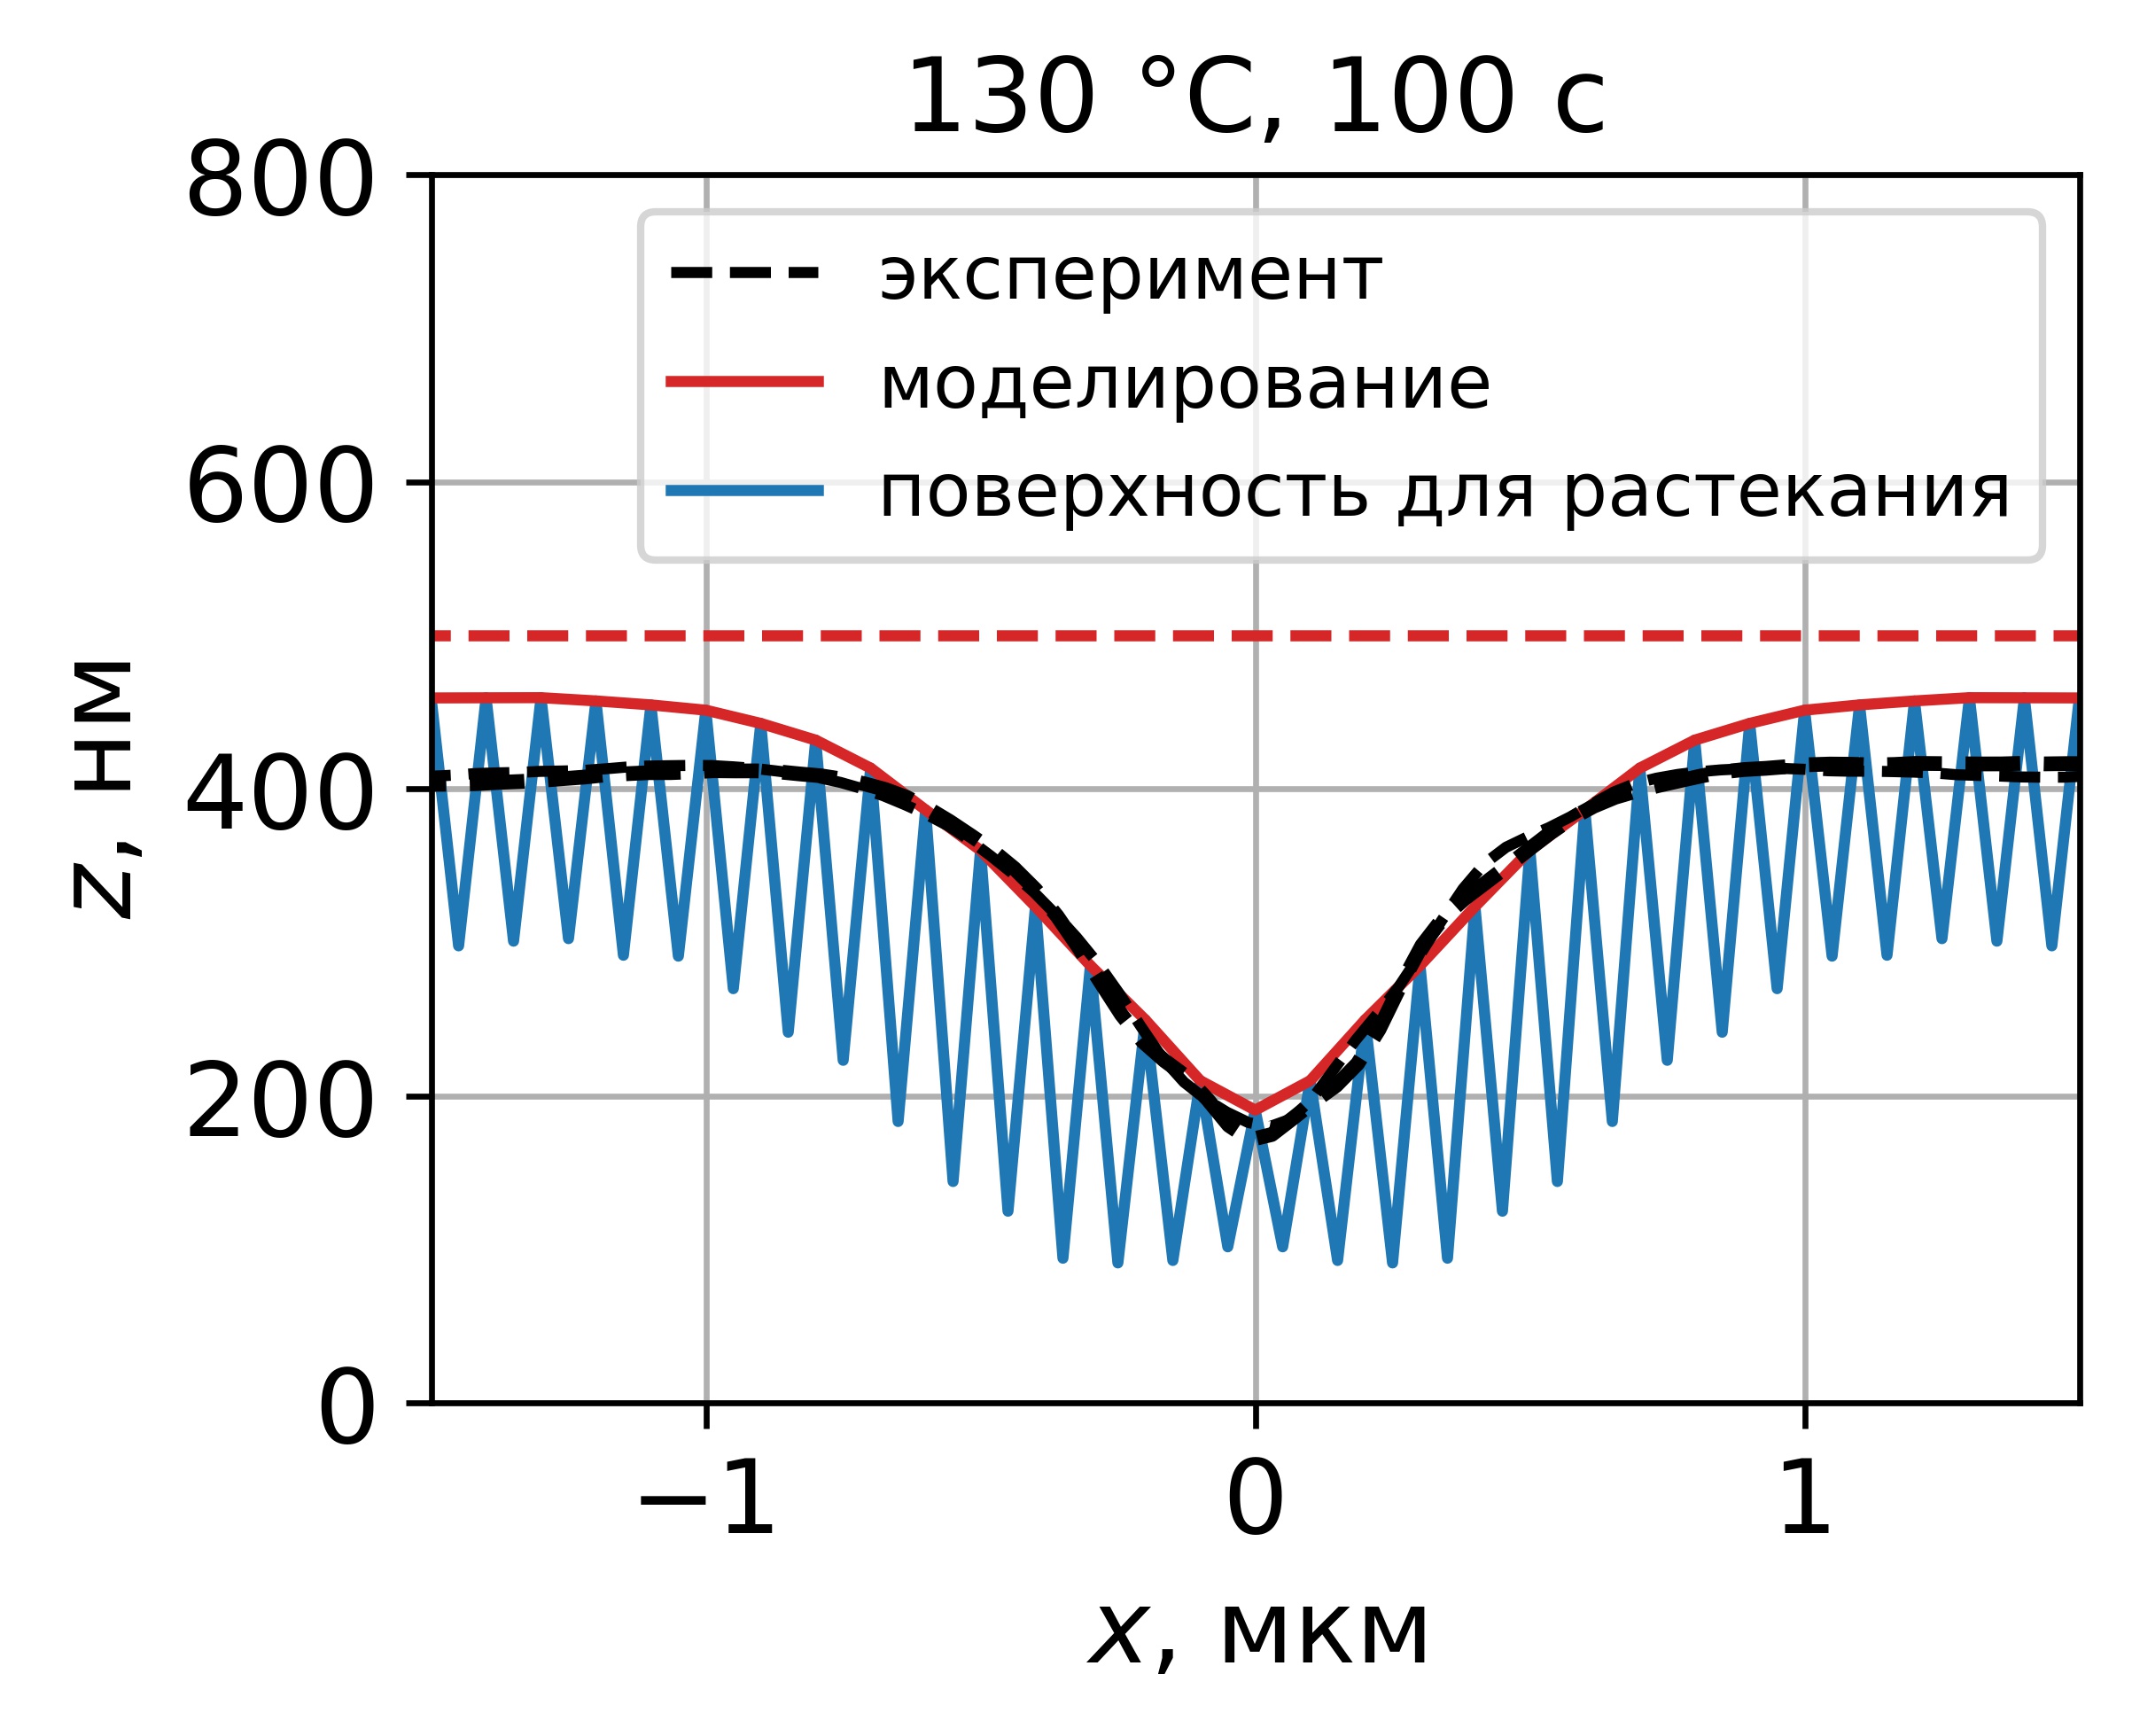 130 °C, 100 с
800
600
400
200
0
z, нм
эксперимент
моделирование
поверхность для растекания
−1
0
1
x, мкм